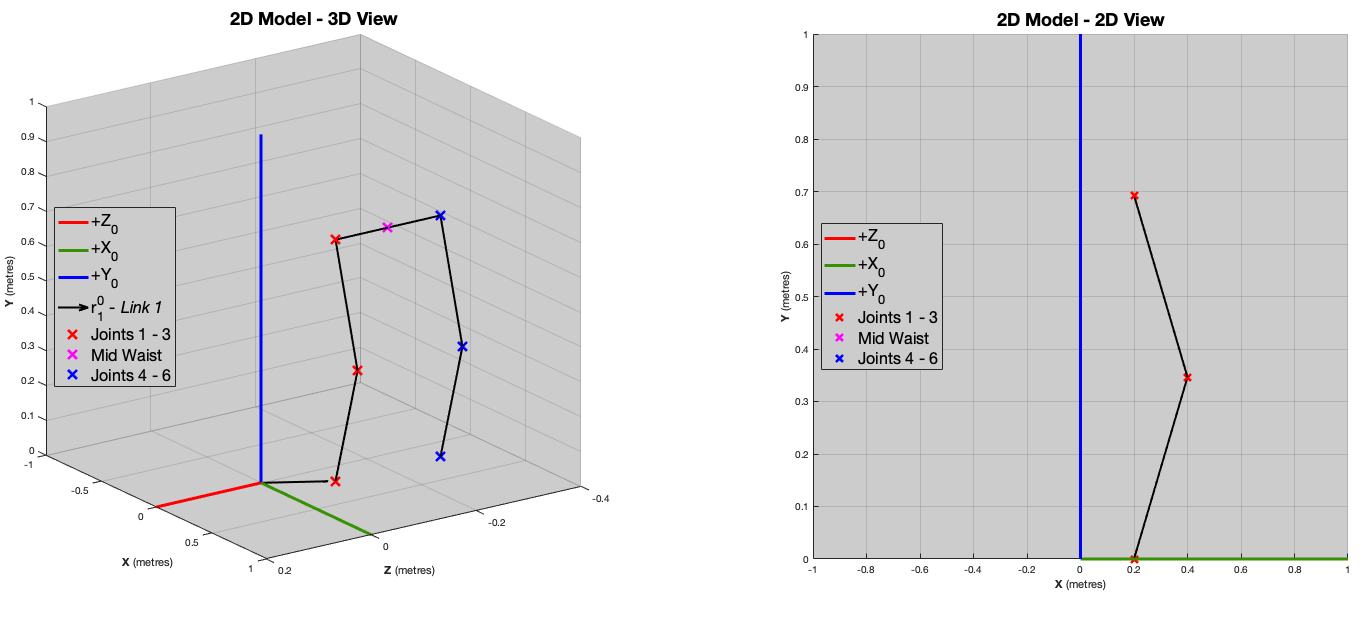 2D Model - 3D View
1
0.9
0.8
0.7
0.6
0.5
0.4
0.3
0.2
0.1
0
Y (metres)
-1
-0.5
0
0.5
1
X (metres)
0.2
0
-0.2
-0.4
Z (metres)
+Z0
+X0
+Y0
r01 - Link 1
Joints 1 - 3
Mid Waist
Joints 4 - 6
2D Model - 2D View
1
0.9
0.8
0.7
0.6
0.5
0.4
0.3
0.2
0.1
0
Y (metres)
+Z0
+X0
+Y0
Joints 1 - 3
Mid Waist
Joints 4 - 6
-1 -0.8 -0.6 -0.4 -0.2 0 0.2 0.4 0.6 0.8 1
X (metres)